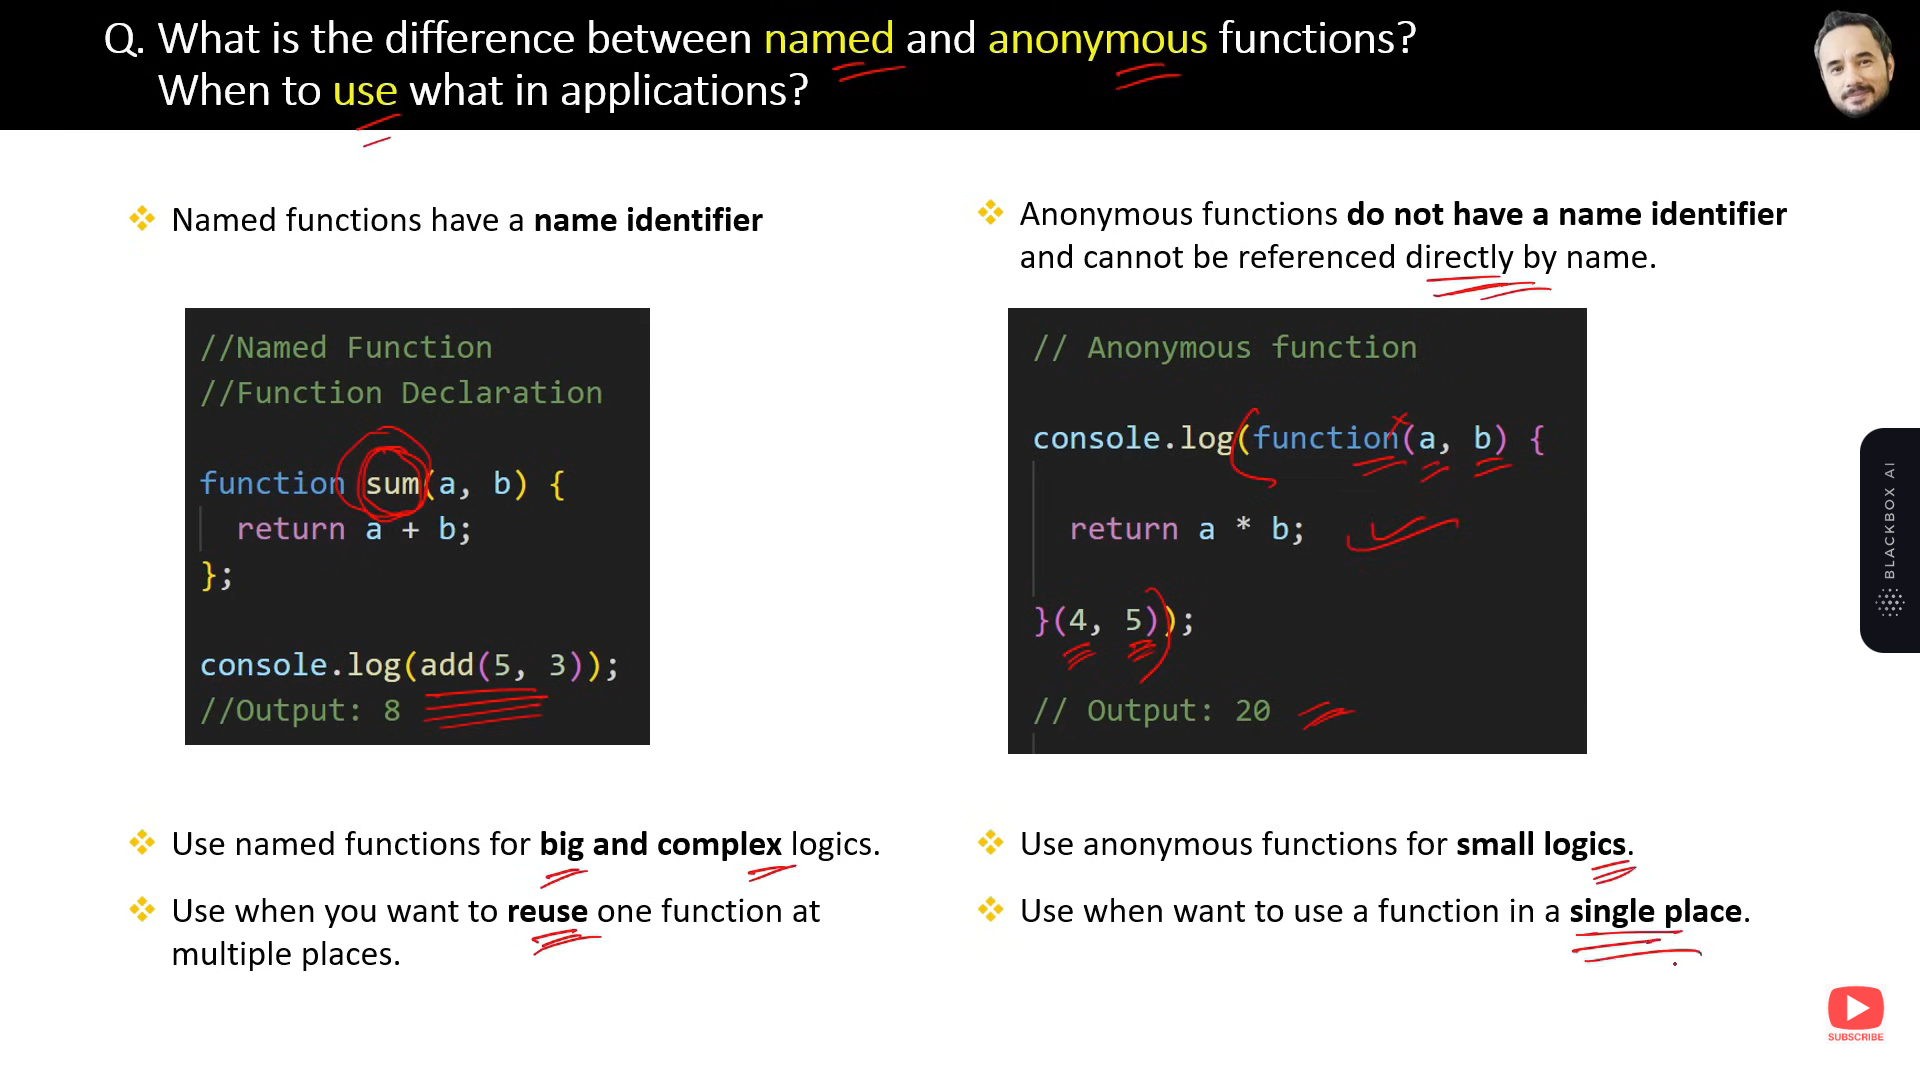 Q. What is the difference between named and anonymous functions?
When to use what in applications?
Named functions have a name identifier
//Named Function
//Function Declaration
function sum(a, b) {
return a + b;
};
console.log(add(5, 3));
//Output: 8
Use named functions for big and complex logics.
Use when you want to reuse one function at
multiple places.
Anonymous functions do not have a name identifier
and cannot be referenced directly by name.
// Anonymous function
console.log(function(a, b) {
return a * b;
}(4, 5));
// Output: 20
Use anonymous functions for small logics.
Use when want to use a function in a single place.
BLACKBOX AI
SUBSCRIBE